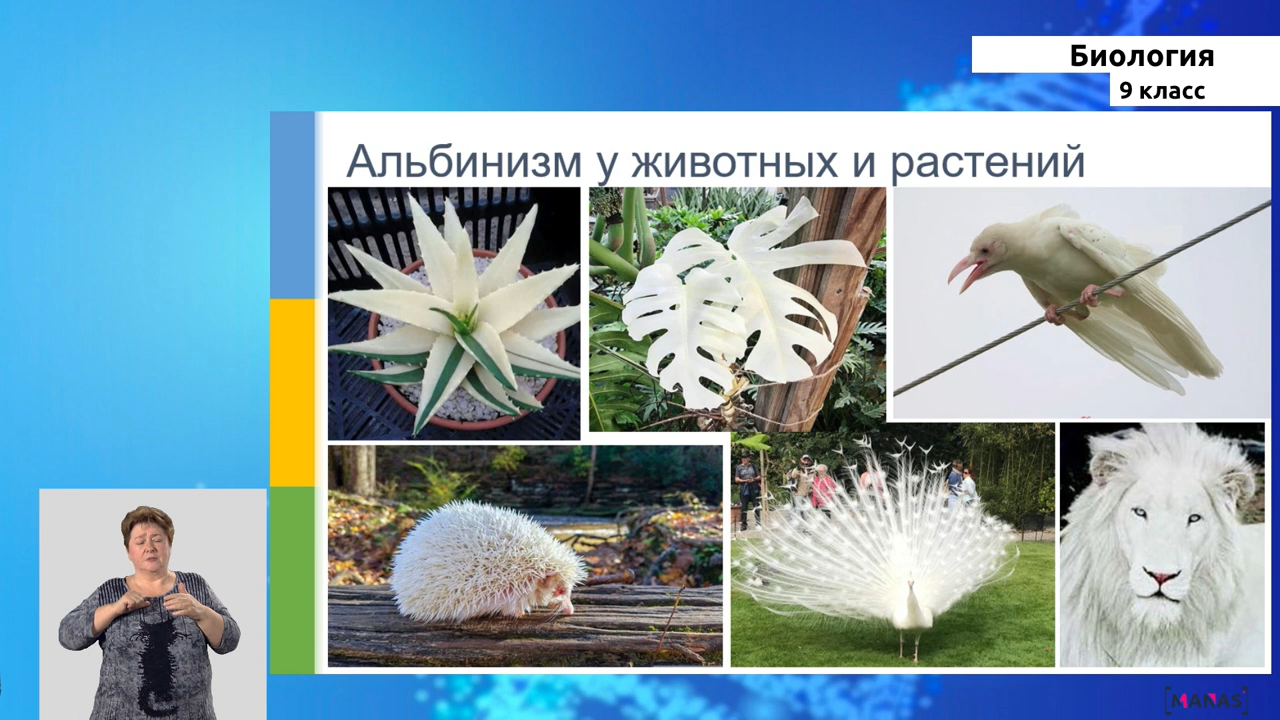 Биология
9 класс
Альбинизм у животных и растений
MANAS